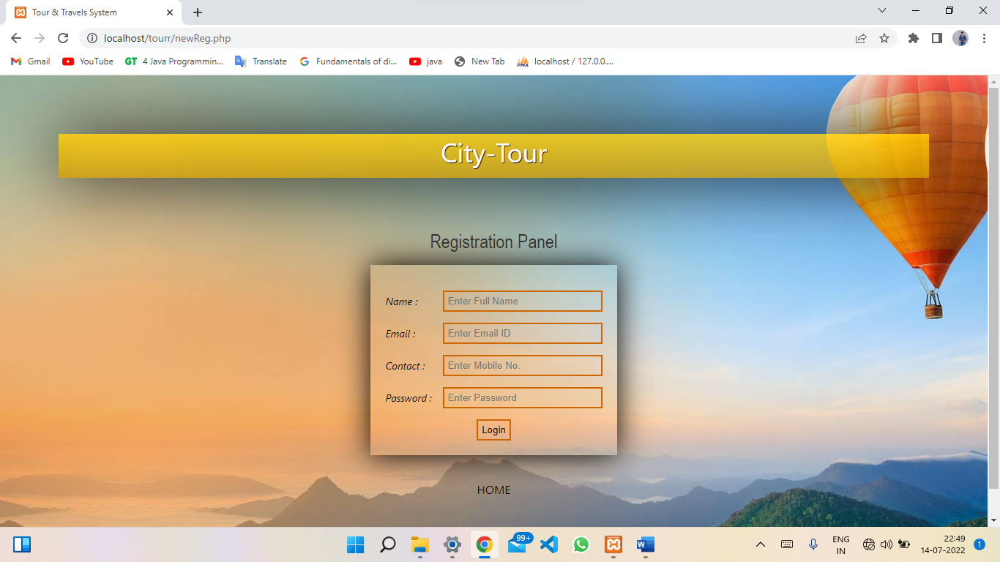 Tour & Travels System
localhost/tourr/newReg.php
Gmail YouTube GT 4 Java Programmin... Translate G Fundamentals of di... java New Tab PMA localhost / 127.0.0....
City-Tour
Registration Panel
Name : Enter Full Name
Email : Enter Email ID
Contact : Enter Mobile No.
Password : Enter Password
Login
HOME
99+ W ENG 22:49
IN 14-07-2022 1